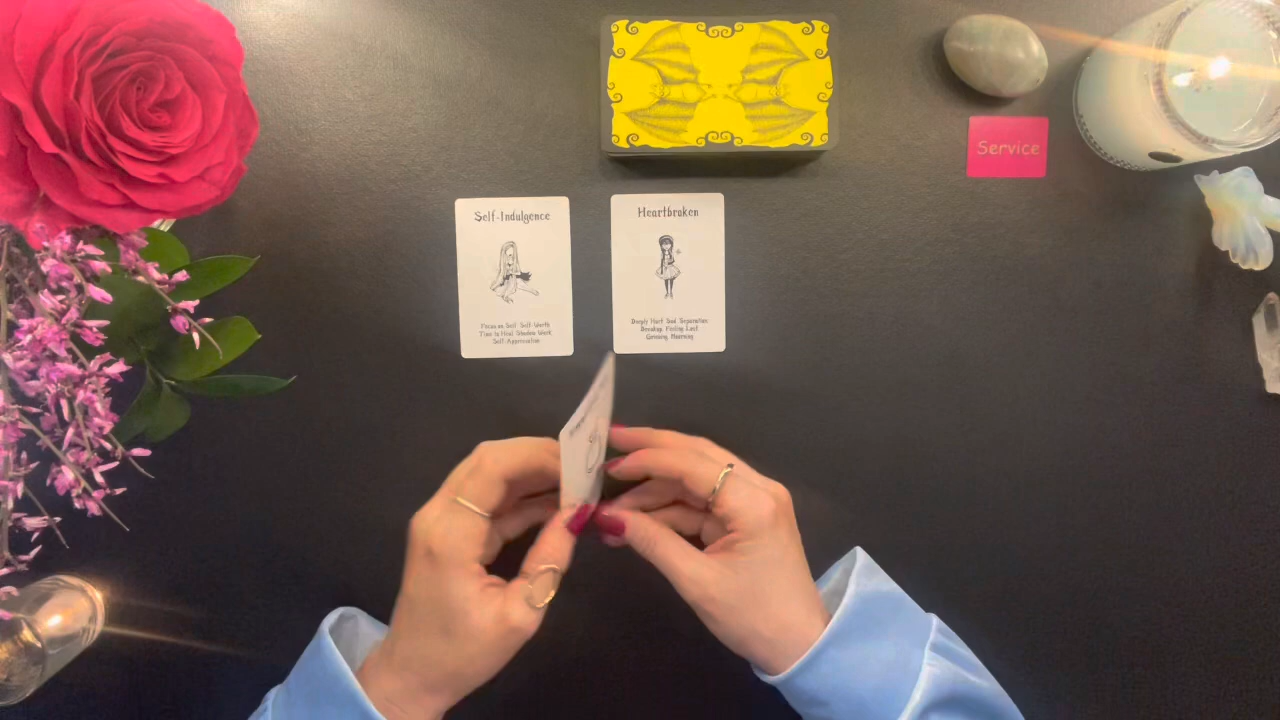 Service
Self-Indulgence
Focus on Self Self-Worth
Time to Heal Shadow Work
Self-Appreciation
Heartbroken
Deeply Hurt Sad Separation
Breakup Feeling Lost
Grieving Mourning